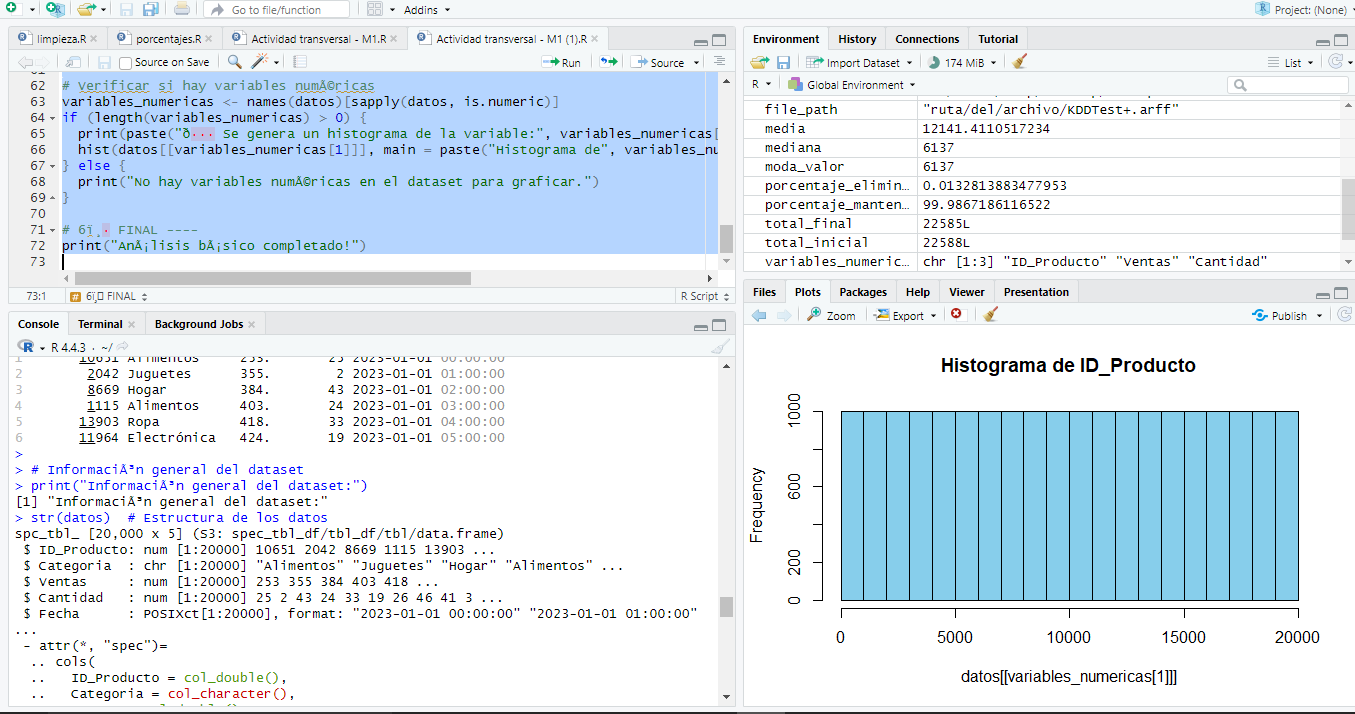 Go to file/function
Addins
Project: (None)
limpieza.R
porcentajes.R
Actividad transversal - M1.R
Actividad transversal - M1 (1).R
Source on Save
Run
Source
62 # Verificar si hay variables numÃ©ricas
63 variables_numericas <- names(datos)[sapply(datos, is.numeric)]
64 if (length(variables_numericas) > 0) {
65 print(paste("ð··· Se genera un histograma de la variable:", variables_numericas[
66 hist(datos[[variables_numericas[1]]], main = paste("Histograma de", variables_nu
67 } else {
68 print("No hay variables numÃ©ricas en el dataset para graficar.")
69 }
70
71 # 6ï¸· FINAL ----
72 print("AnÃ¡lisis bÃ¡sico completado!")
73
73:1
# 6ï¸ FINAL
R Script
Console
Terminal
Background Jobs
R 4.4.3 · ~/
1 10651 Alimentos 253. 25 2023-01-01 00:00:00
2 2042 Juguetes 355. 2 2023-01-01 01:00:00
3 8669 Hogar 384. 43 2023-01-01 02:00:00
4 1115 Alimentos 403. 24 2023-01-01 03:00:00
5 13903 Ropa 418. 33 2023-01-01 04:00:00
6 11964 Electrónica 424. 19 2023-01-01 05:00:00
>
> # InformaciÃ³n general del dataset
> print("InformaciÃ³n general del dataset:")
[1] "InformaciÃ³n general del dataset:"
> str(datos) # Estructura de los datos
spc_tbl_ [20,000 x 5] (S3: spec_tbl_df/tbl_df/tbl/data.frame)
$ ID_Producto: num [1:20000] 10651 2042 8669 1115 13903 ...
$ Categoria : chr [1:20000] "Alimentos" "Juguetes" "Hogar" "Alimentos" ...
$ Ventas : num [1:20000] 253 355 384 403 418 ...
$ Cantidad : num [1:20000] 25 2 43 24 33 19 26 46 41 3 ...
$ Fecha : POSIXct[1:20000], format: "2023-01-01 00:00:00" "2023-01-01 01:00:00"
...
- attr(*, "spec")=
.. cols(
.. ID_Producto = col_double(),
.. Categoria = col_character(),
Environment
History
Connections
Tutorial
Import Dataset
174 MiB
List
R
Global Environment
file_path "ruta/del/archivo/KDDTest+.arff"
media 12141.4110517234
mediana 6137
moda_valor 6137
porcentaje_elimin… 0.0132813883477953
porcentaje_manten… 99.9867186116522
total_final 22585L
total_inicial 22588L
variables_numeric… chr [1:3] "ID_Producto" "Ventas" "Cantidad"
Files
Plots
Packages
Help
Viewer
Presentation
Zoom
Export
Publish
Histograma de ID_Producto
Frequency
1000
600
200
0
0 5000 10000 15000 20000
datos[[variables_numericas[1]]]